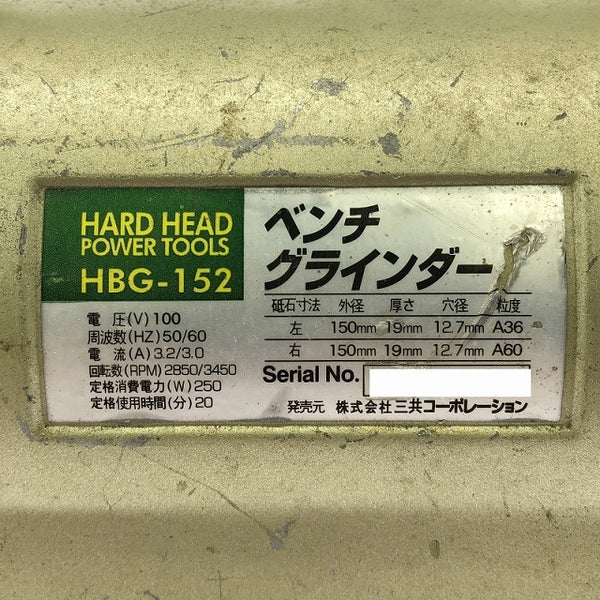 HARD HEAD
POWER TOOLS
HBG-152
電 圧(V) 100
周波数(HZ) 50/60
電 流(A) 3.2/3.0
回転数(RPM) 2850/3450
定格消費電力(W) 250
定格使用時間(分) 20
ベンチ
グラインダー
砥石寸法 外径 厚さ 穴径 粒度
左 150mm 19mm 12.7mm A36
右 150mm 19mm 12.7mm A60
Serial No.
発売元 株式会社三共コーポレーション